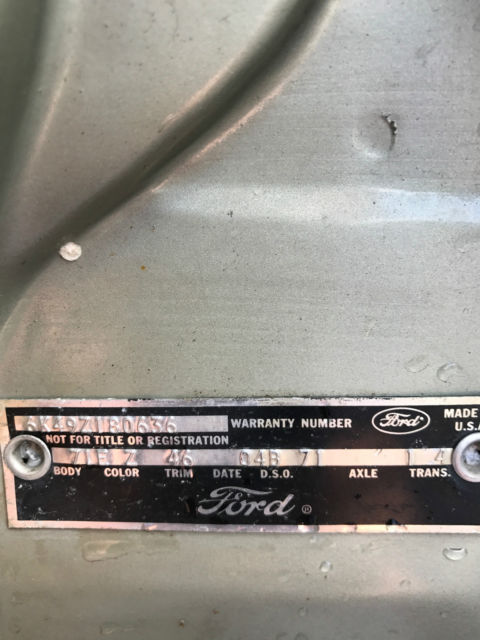 6K49Z180636 WARRANTY NUMBER Ford MADE
NOT FOR TITLE OR REGISTRATION U.S.A
71E Z 46 04B 71 1 4
BODY COLOR TRIM DATE D.S.O. AXLE TRANS.
Ford ®